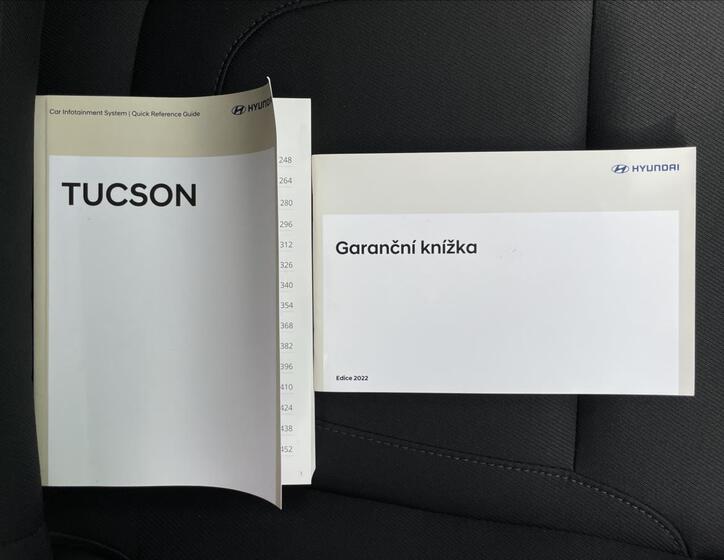 Car Infotainment System | Quick Reference Guide
HYUNDAI
TUCSON
248
264
280
296
312
326
340
354
368
382
396
410
424
438
452
1
HYUNDAI
Garanční knížka
Edice 2022